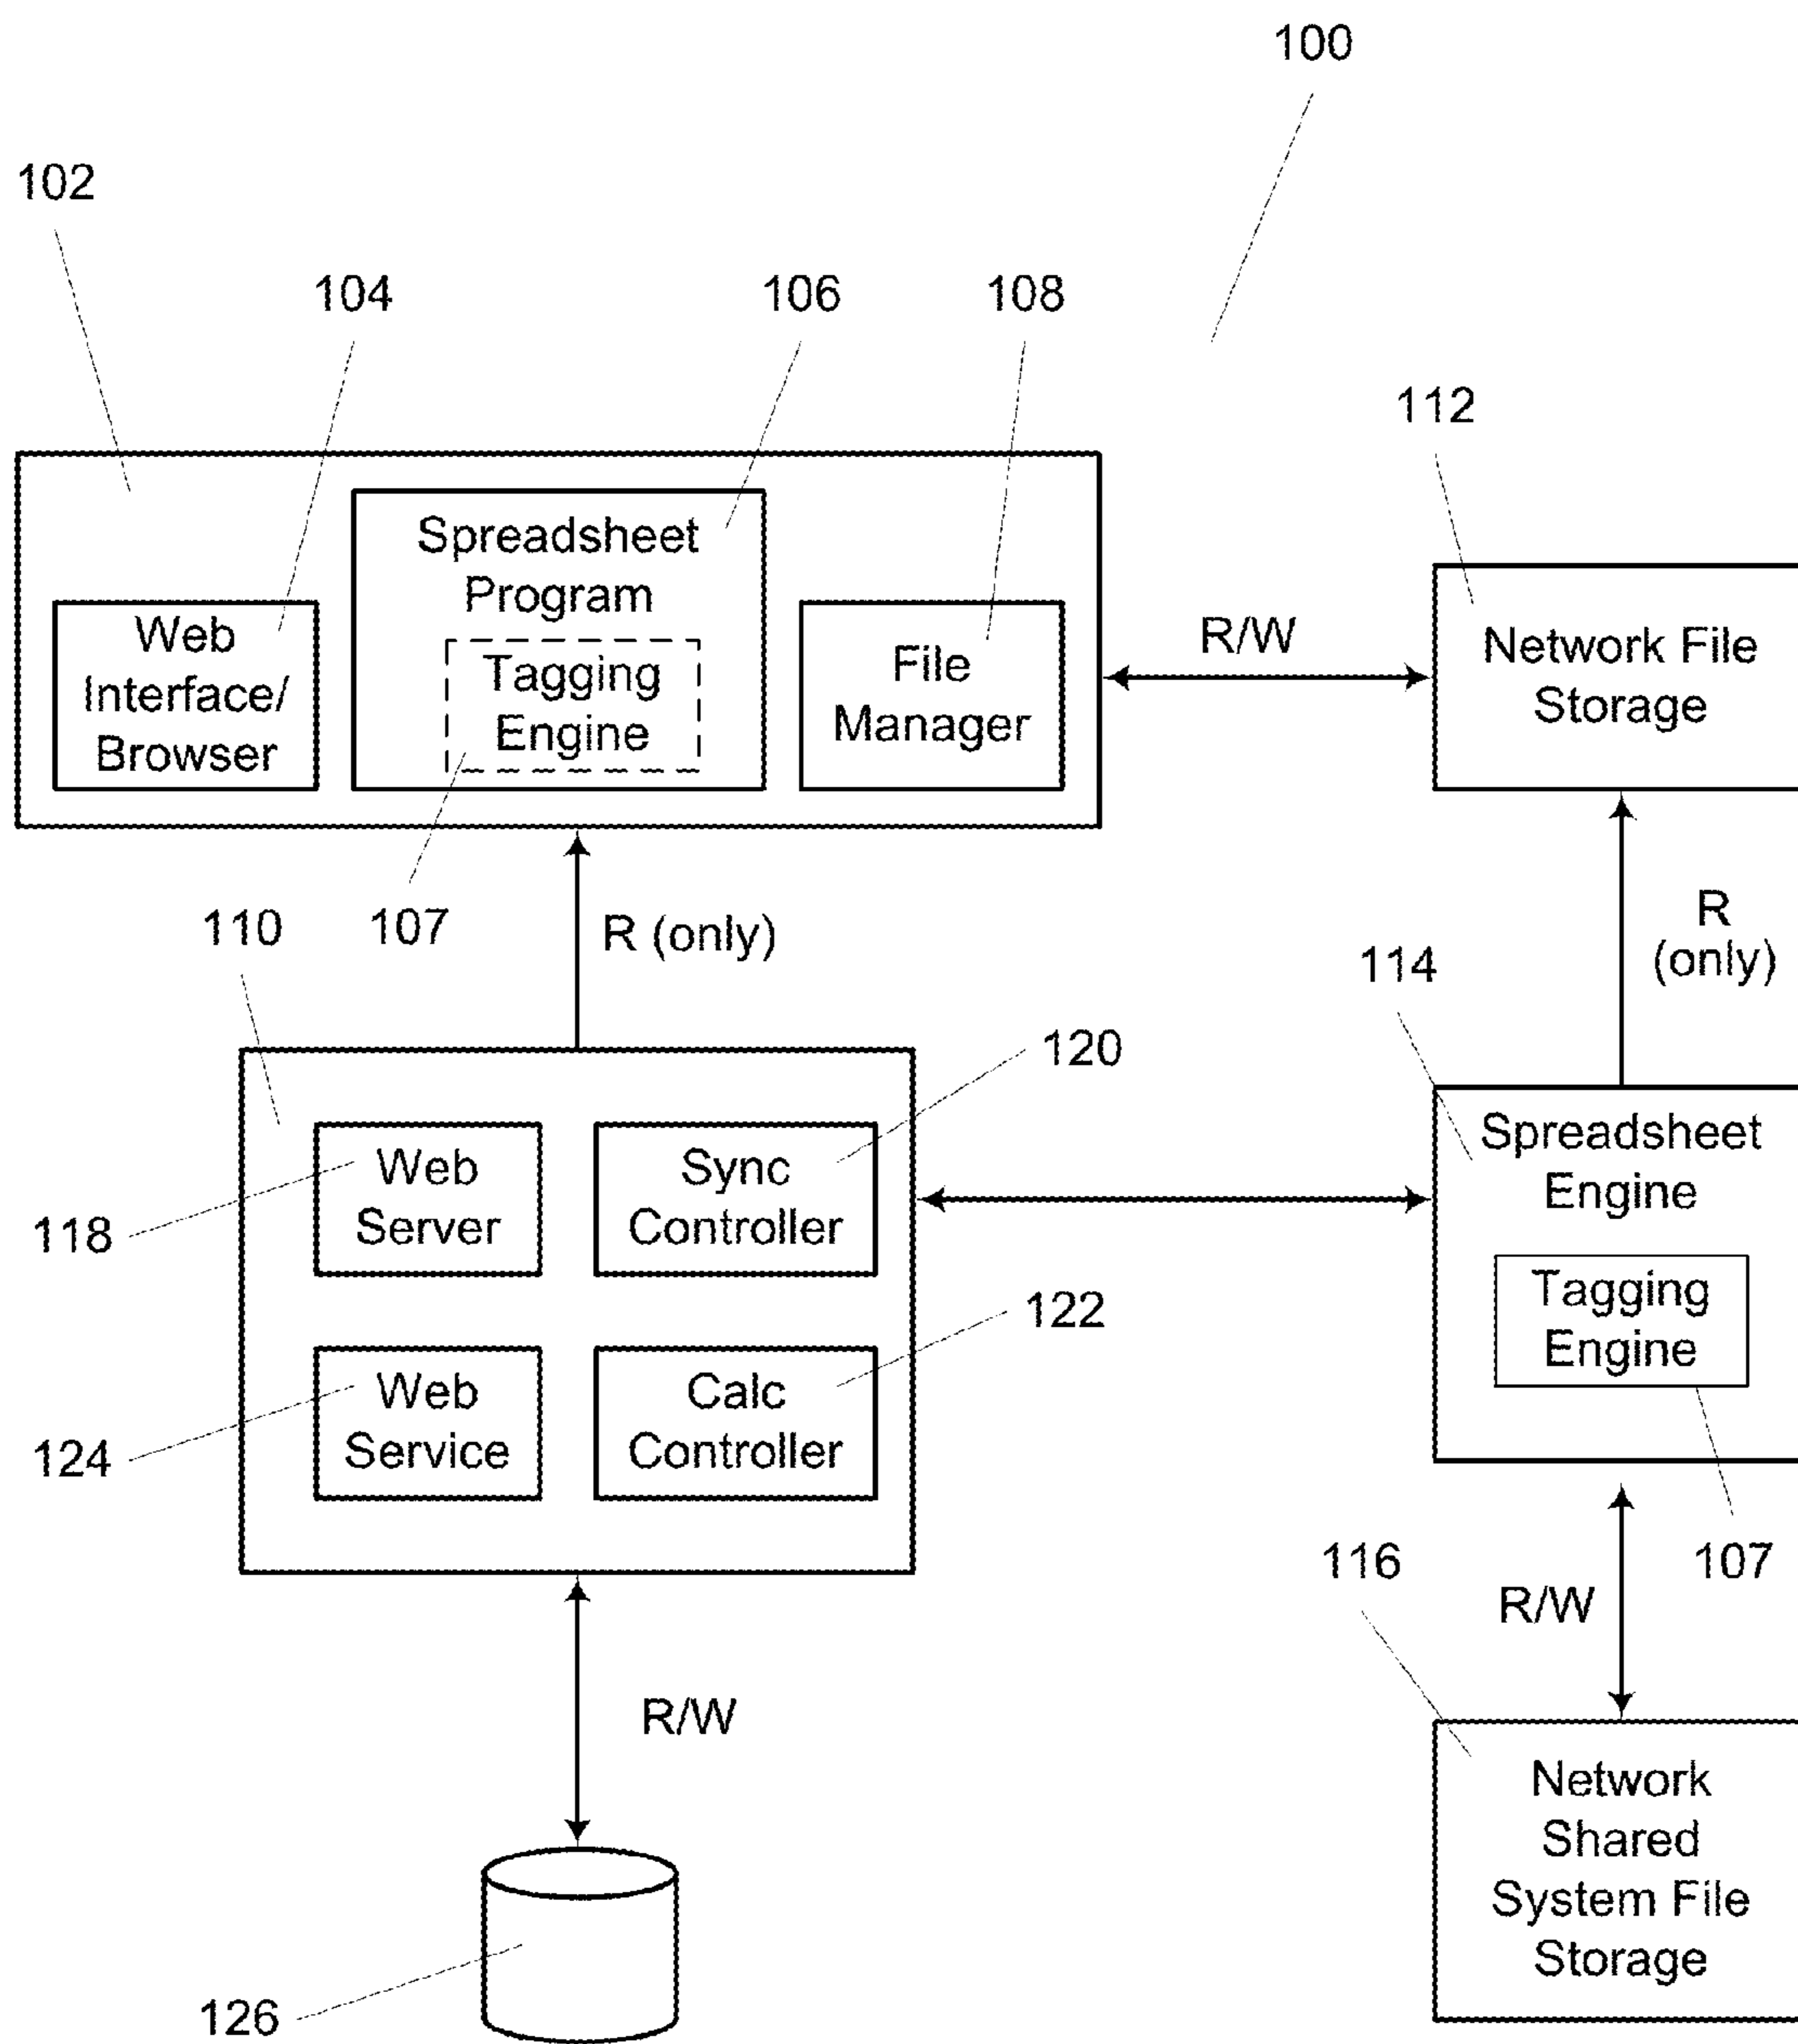 100
102
104
106
108
112
Spreadsheet
Program
Web
Interface/
Browser
Tagging
Engine
File
Manager
R/W
Network File
Storage
107
110
R (only)
R
(only)
114
120
Web
Server
Sync
Controller
118
Spreadsheet
Engine
Tagging
Engine
122
Web
Service
Calc
Controller
124
116
107
R/W
R/W
Network
Shared
System File
Storage
126